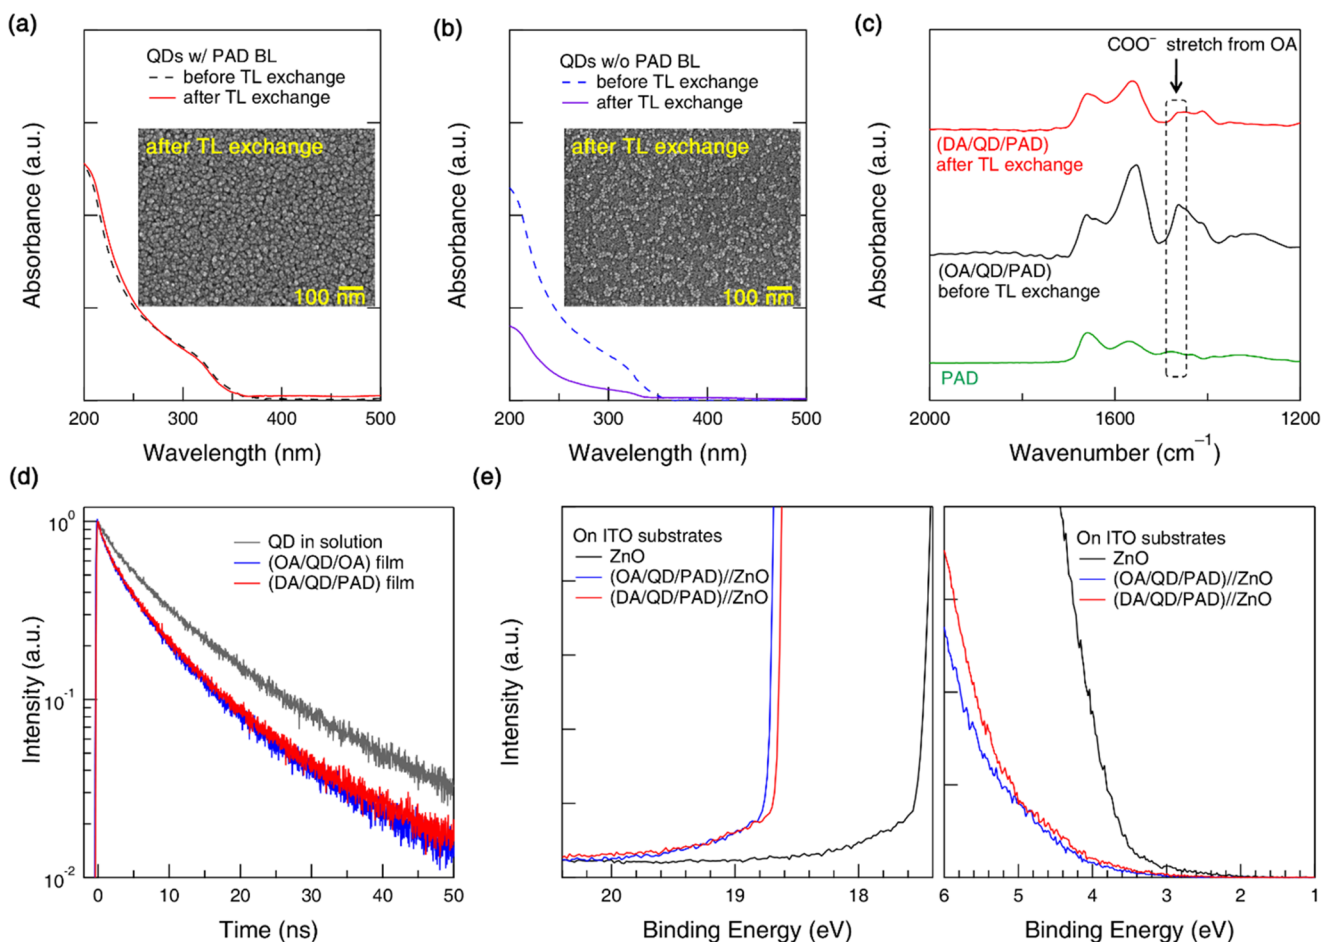 (a)
QDs w/ PAD BL
before TL exchange
after TL exchange
after TL exchange
100 nm
Absorbance (a.u.)
200
300
400
500
Wavelength (nm)
(b)
QDs w/o PAD BL
before TL exchange
after TL exchange
after TL exchange
100 nm
Absorbance (a.u.)
200
300
400
500
Wavelength (nm)
(c)
COO⁻ stretch from OA
(DA/QD/PAD)
after TL exchange
(OA/QD/PAD)
before TL exchange
PAD
Absorbance (a.u.)
2000
1600
1200
Wavenumber (cm⁻¹)
(d)
QD in solution
(OA/QD/OA) film
(DA/QD/PAD) film
Intensity (a.u.)
10⁰
10⁻¹
10⁻²
0
10
20
30
40
50
Time (ns)
(e)
On ITO substrates
ZnO
(OA/QD/PAD)//ZnO
(DA/QD/PAD)//ZnO
Intensity (a.u.)
20
19
18
Binding Energy (eV)
On ITO substrates
ZnO
(OA/QD/PAD)//ZnO
(DA/QD/PAD)//ZnO
6
5
4
3
2
1
Binding Energy (eV)